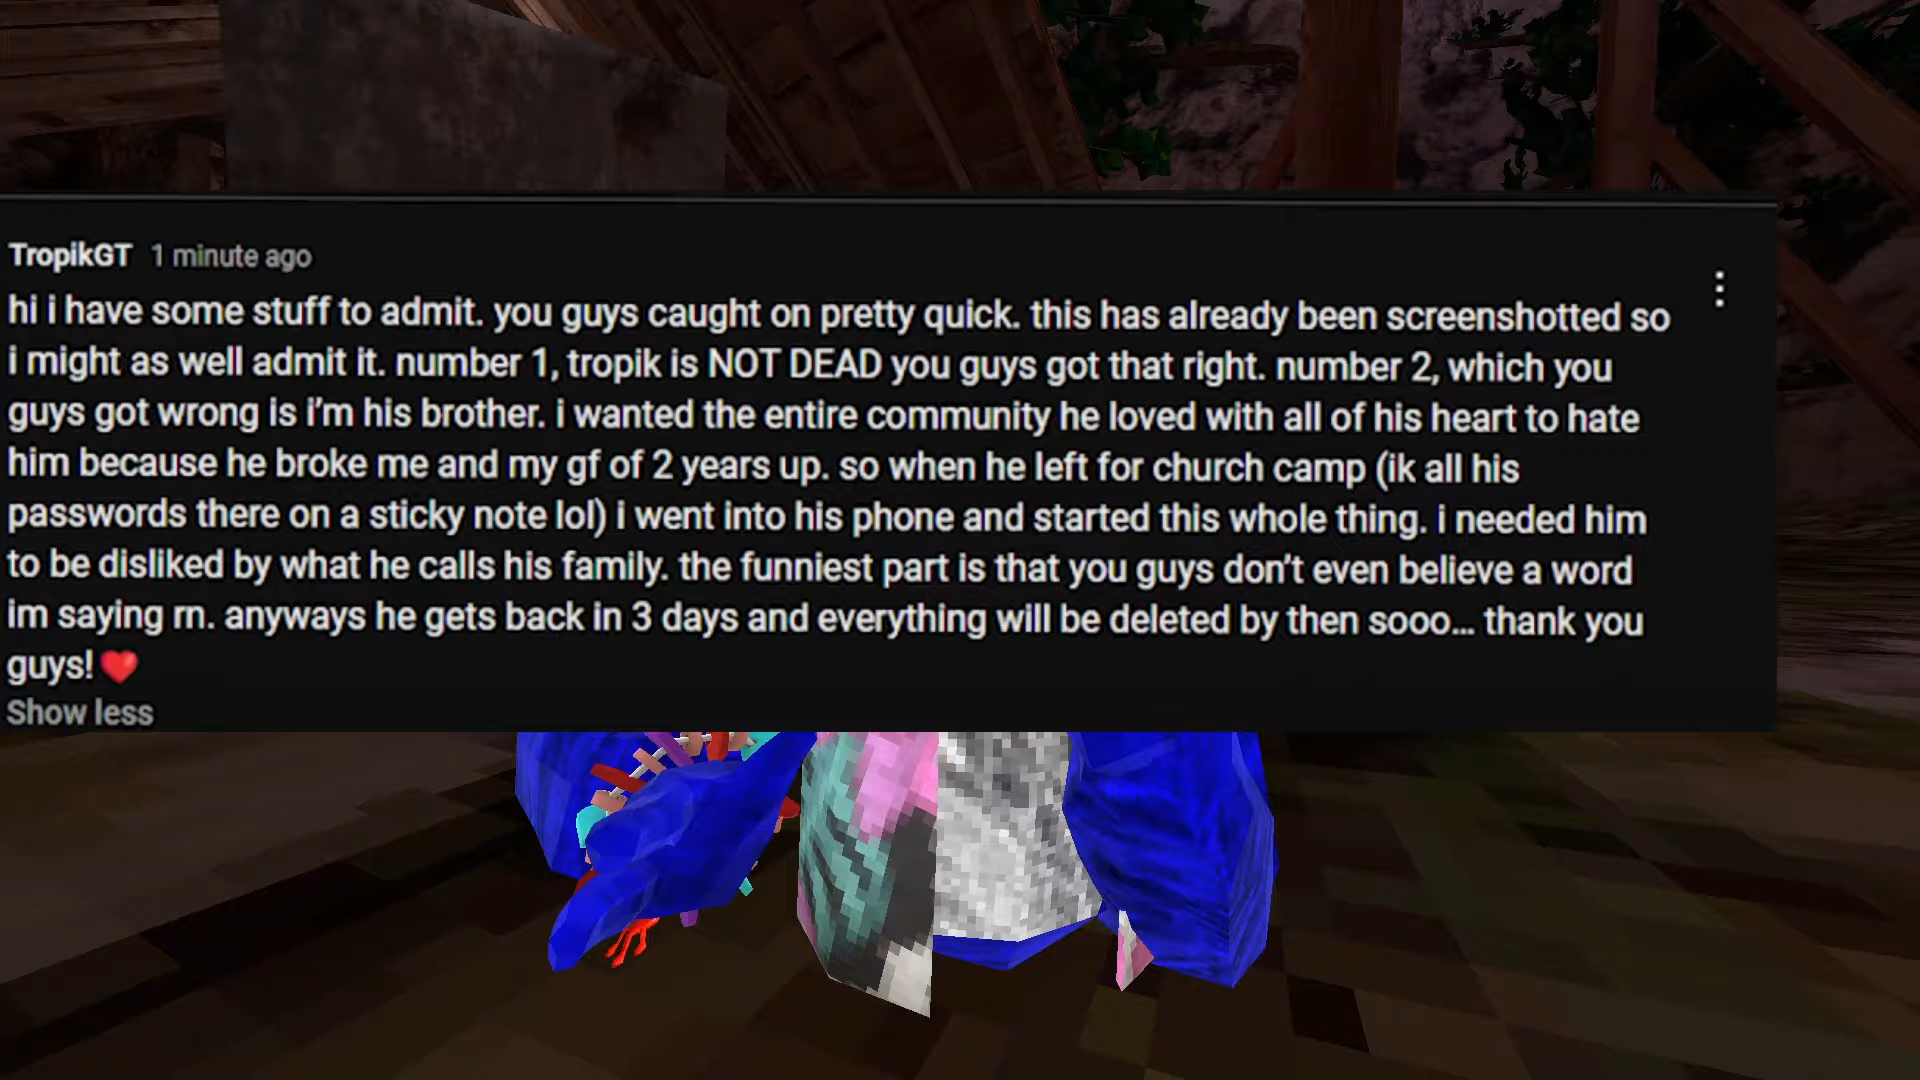 TropikGT 1 minute ago
hi i have some stuff to admit. you guys caught on pretty quick. this has already been screenshotted so
i might as well admit it. number 1, tropik is NOT DEAD you guys got that right. number 2, which you
guys got wrong is i’m his brother. i wanted the entire community he loved with all of his heart to hate
him because he broke me and my gf of 2 years up. so when he left for church camp (ik all his
passwords there on a sticky note lol) i went into his phone and started this whole thing. i needed him
to be disliked by what he calls his family. the funniest part is that you guys don’t even believe a word
im saying rn. anyways he gets back in 3 days and everything will be deleted by then sooo... thank you
guys!❤️
Show less